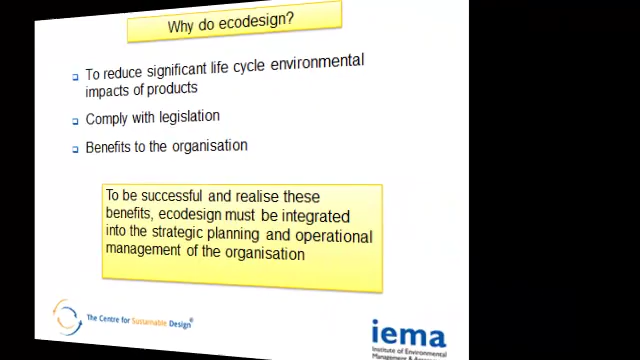 Why do ecodesign?
To reduce significant life cycle environmental
impacts of products
Comply with legislation
Benefits to the organisation
To be successful and realise these
benefits, ecodesign must be integrated
into the strategic planning and operational
management of the organisation
The Centre for Sustainable Design®
iema
Institute of Environmental
Management &